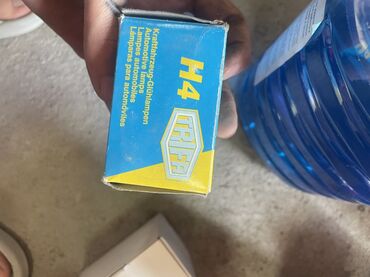 H4
TRIFA
Kraftfahrzeug-Glühlampen
Automotive lamps
Lampes automobiles
Lámparas para automóviles